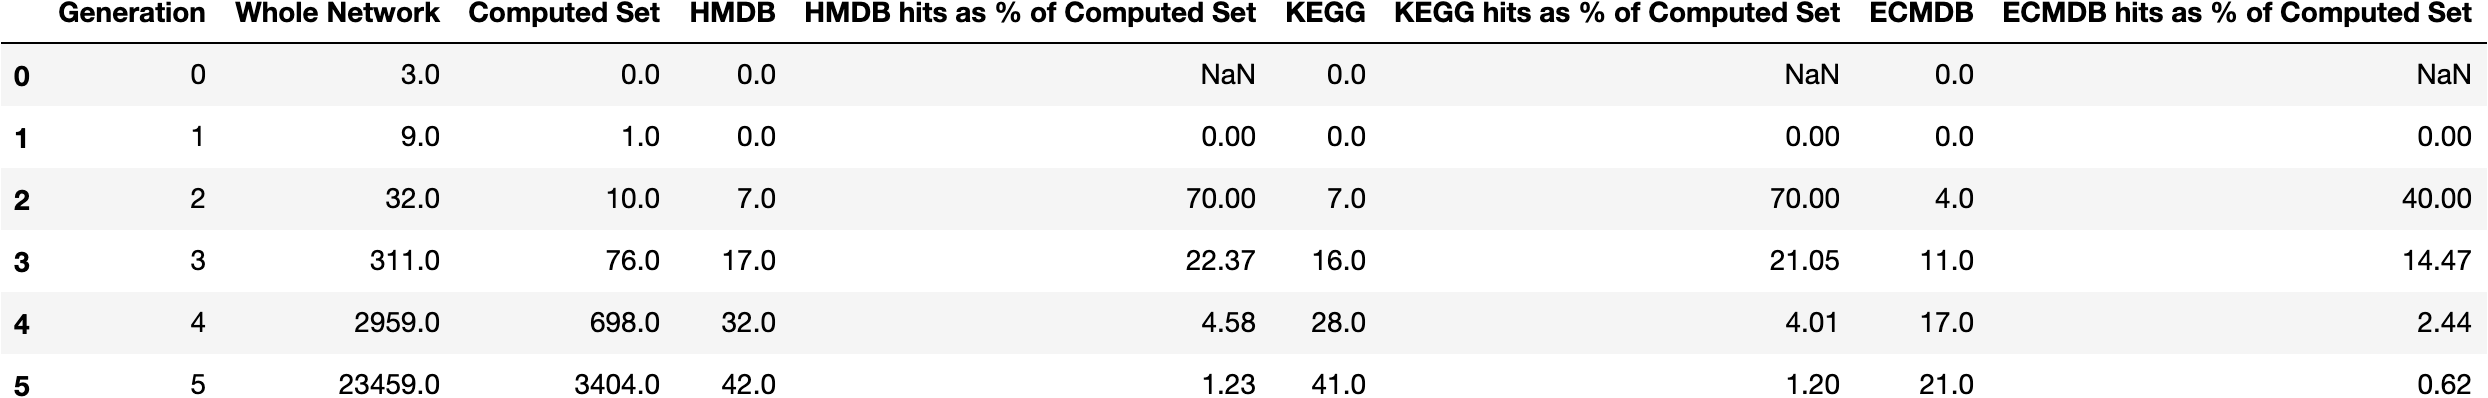 Generation Whole Network Computed Set HMDB HMDB hits as % of Computed Set KEGG KEGG hits as % of Computed Set ECMDB ECMDB hits as % of Computed Set
0 0 3.0 0.0 0.0 NaN 0.0 NaN 0.0 NaN
1 1 9.0 1.0 0.0 0.00 0.0 0.00 0.0 0.00
2 2 32.0 10.0 7.0 70.00 7.0 70.00 4.0 40.00
3 3 311.0 76.0 17.0 22.37 16.0 21.05 11.0 14.47
4 4 2959.0 698.0 32.0 4.58 28.0 4.01 17.0 2.44
5 5 23459.0 3404.0 42.0 1.23 41.0 1.20 21.0 0.62